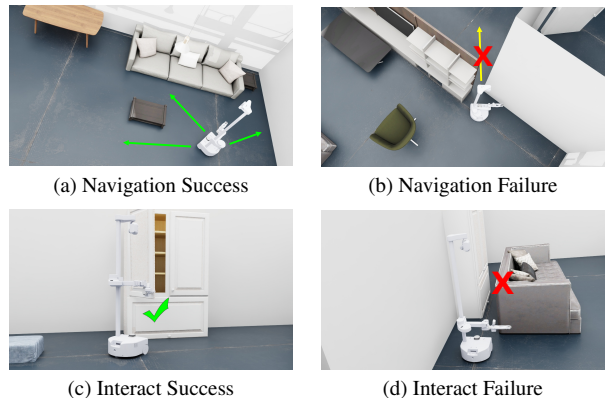 (a) Navigation Success
(b) Navigation Failure
(c) Interact Success
(d) Interact Failure